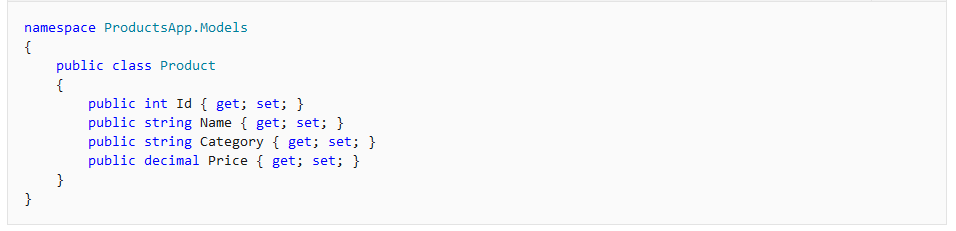 namespace ProductsApp.Models
{
    public class Product
    {
        public int Id { get; set; }
        public string Name { get; set; }
        public string Category { get; set; }
        public decimal Price { get; set; }
    }
}